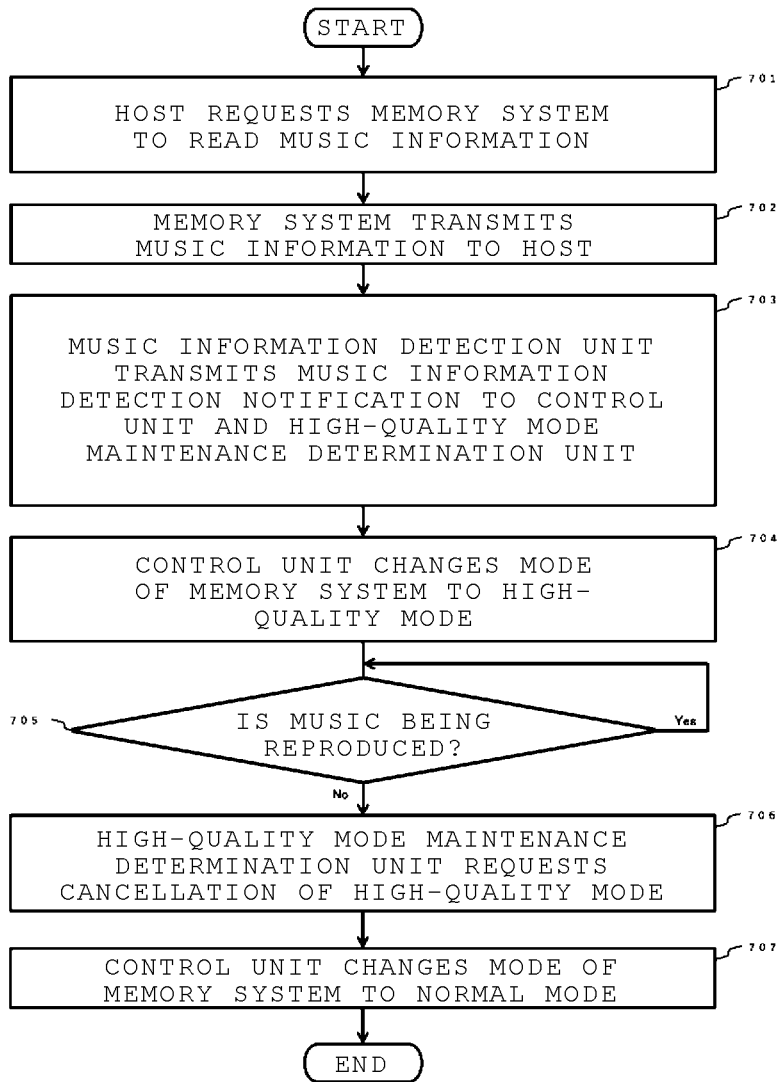 START
701
HOST REQUESTS MEMORY SYSTEM
TO READ MUSIC INFORMATION
702
MEMORY SYSTEM TRANSMITS
MUSIC INFORMATION TO HOST
703
MUSIC INFORMATION DETECTION UNIT
TRANSMITS MUSIC INFORMATION
DETECTION NOTIFICATION TO CONTROL
UNIT AND HIGH-QUALITY MODE
MAINTENANCE DETERMINATION UNIT
704
CONTROL UNIT CHANGES MODE
OF MEMORY SYSTEM TO HIGH-
QUALITY MODE
705
IS MUSIC BEING
REPRODUCED?
Yes
No
706
HIGH-QUALITY MODE MAINTENANCE
DETERMINATION UNIT REQUESTS
CANCELLATION OF HIGH-QUALITY MODE
707
CONTROL UNIT CHANGES MODE OF
MEMORY SYSTEM TO NORMAL MODE
END